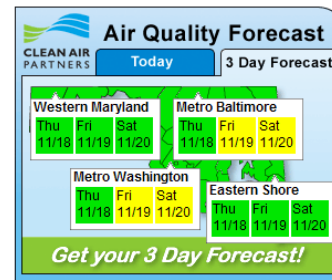 CLEAN AIR
PARTNERS
Air Quality Forecast
Today
3 Day Forecast
Western Maryland
Thu Fri Sat
11/18 11/19 11/20
Metro Baltimore
Thu Fri Sat
11/18 11/19 11/20
Metro Washington
Thu Fri Sat
11/18 11/19 11/20
Eastern Shore
Thu Fri Sat
11/18 11/19 11/20
Get your 3 Day Forecast!